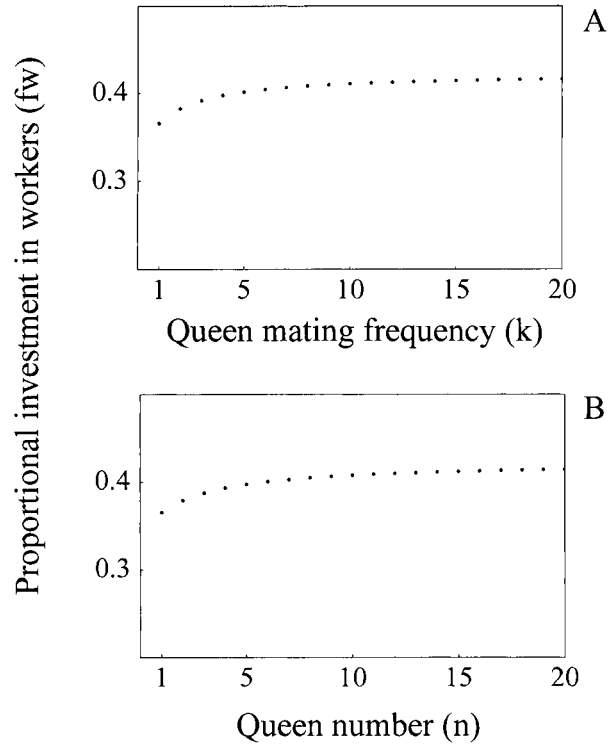 Proportional investment in workers (fw)
A
0.4
0.3
1 5 10 15 20
Queen mating frequency (k)
B
0.4
0.3
1 5 10 15 20
Queen number (n)